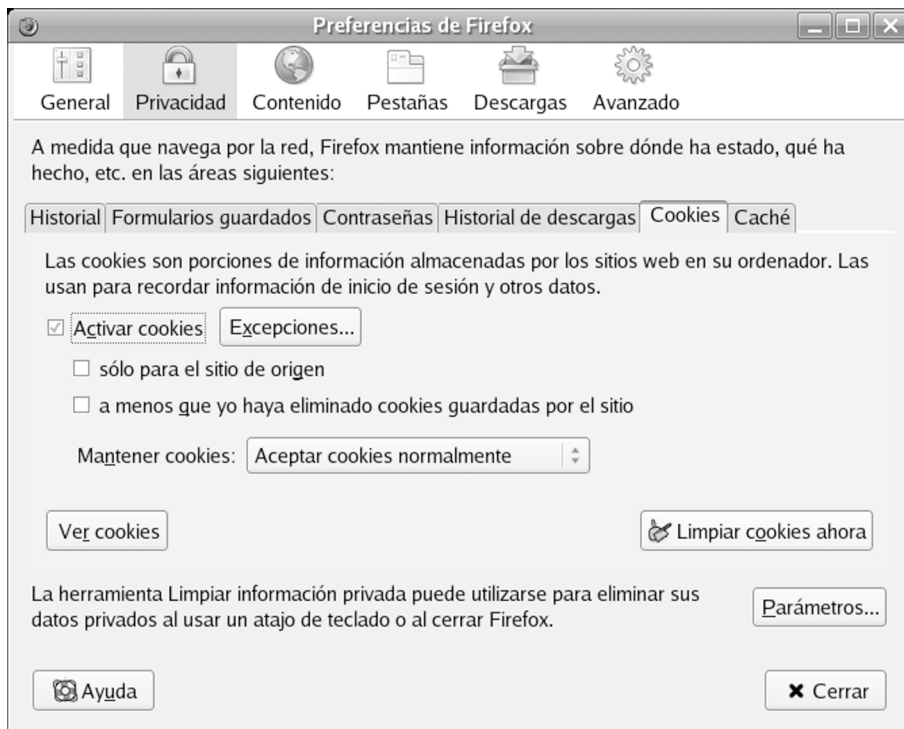 Preferencias de Firefox
General Privacidad Contenido Pestañas Descargas Avanzado
A medida que navega por la red, Firefox mantiene información sobre dónde ha estado, qué ha
hecho, etc. en las áreas siguientes:
Historial Formularios guardados Contraseñas Historial de descargas Cookies Caché
Las cookies son porciones de información almacenadas por los sitios web en su ordenador. Las
usan para recordar información de inicio de sesión y otros datos.
Activar cookies Excepciones...
sólo para el sitio de origen
a menos que yo haya eliminado cookies guardadas por el sitio
Mantener cookies: Aceptar cookies normalmente
Ver cookies Limpiar cookies ahora
La herramienta Limpiar información privada puede utilizarse para eliminar sus
datos privados al usar un atajo de teclado o al cerrar Firefox.
Parámetros...
Ayuda Cerrar